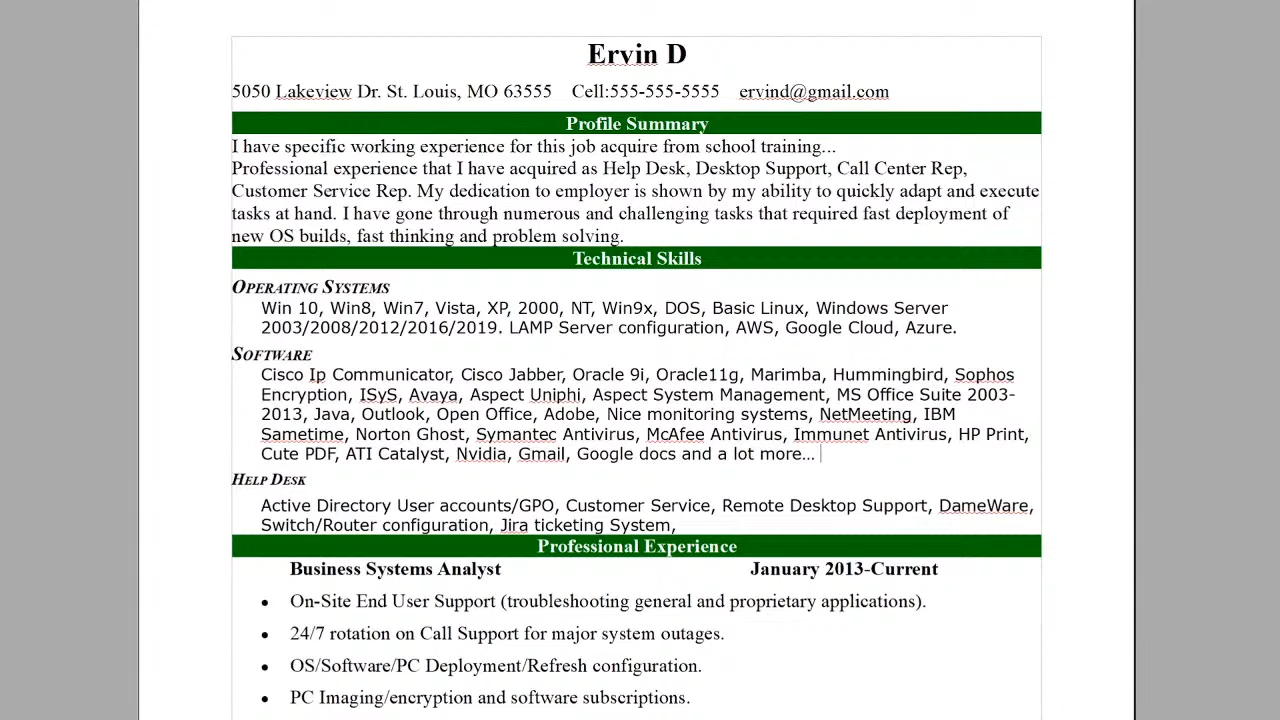 Ervin D
5050 Lakeview Dr. St. Louis, MO 63555 Cell:555-555-5555 ervind@gmail.com
Profile Summary
I have specific working experience for this job acquire from school training...
Professional experience that I have acquired as Help Desk, Desktop Support, Call Center Rep,
Customer Service Rep. My dedication to employer is shown by my ability to quickly adapt and execute
tasks at hand. I have gone through numerous and challenging tasks that required fast deployment of
new OS builds, fast thinking and problem solving.
Technical Skills
OPERATING SYSTEMS
Win 10, Win8, Win7, Vista, XP, 2000, NT, Win9x, DOS, Basic Linux, Windows Server
2003/2008/2012/2016/2019. LAMP Server configuration, AWS, Google Cloud, Azure.
SOFTWARE
Cisco Ip Communicator, Cisco Jabber, Oracle 9i, Oracle11g, Marimba, Hummingbird, Sophos
Encryption, ISyS, Avaya, Aspect Uniphi, Aspect System Management, MS Office Suite 2003-
2013, Java, Outlook, Open Office, Adobe, Nice monitoring systems, NetMeeting, IBM
Sametime, Norton Ghost, Symantec Antivirus, McAfee Antivirus, Immunet Antivirus, HP Print,
Cute PDF, ATI Catalyst, Nvidia, Gmail, Google docs and a lot more...
HELP DESK
Active Directory User accounts/GPO, Customer Service, Remote Desktop Support, DameWare,
Switch/Router configuration, Jira ticketing System,
Professional Experience
Business Systems Analyst January 2013-Current
• On-Site End User Support (troubleshooting general and proprietary applications).
• 24/7 rotation on Call Support for major system outages.
• OS/Software/PC Deployment/Refresh configuration.
• PC Imaging/encryption and software subscriptions.